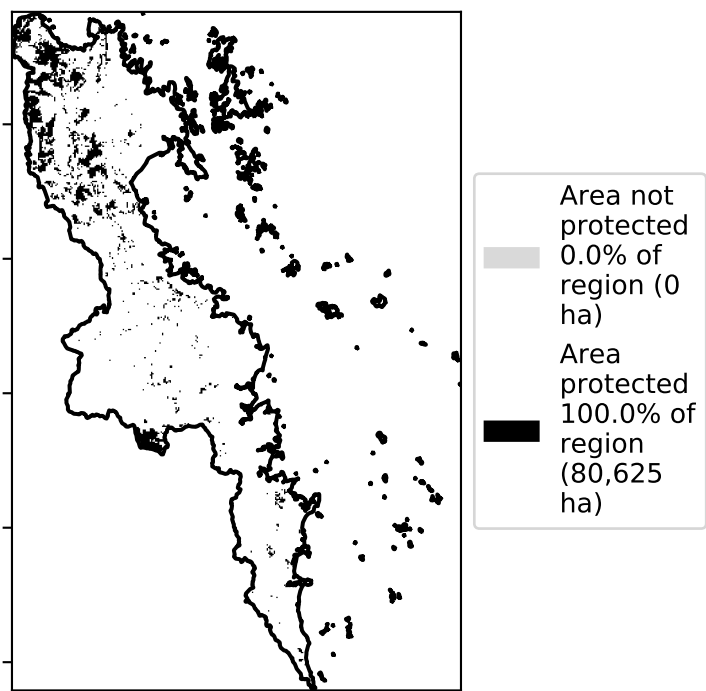 Area not
protected
0.0% of
region (0
ha)
Area
protected
100.0% of
region
(80,625
ha)